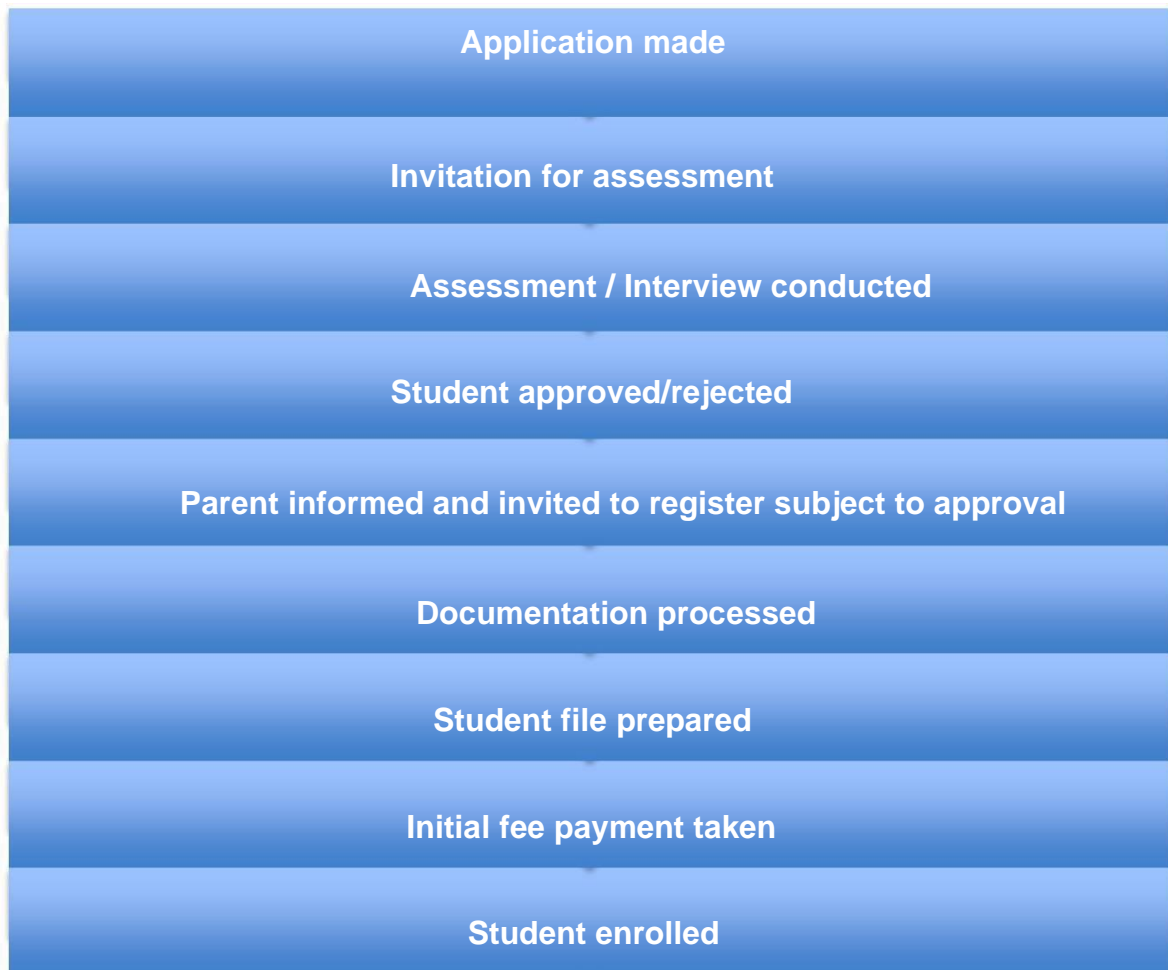 Application made
Invitation for assessment
Assessment / Interview conducted
Student approved/rejected
Parent informed and invited to register subject to approval
Documentation processed
Student file prepared
Initial fee payment taken
Student enrolled